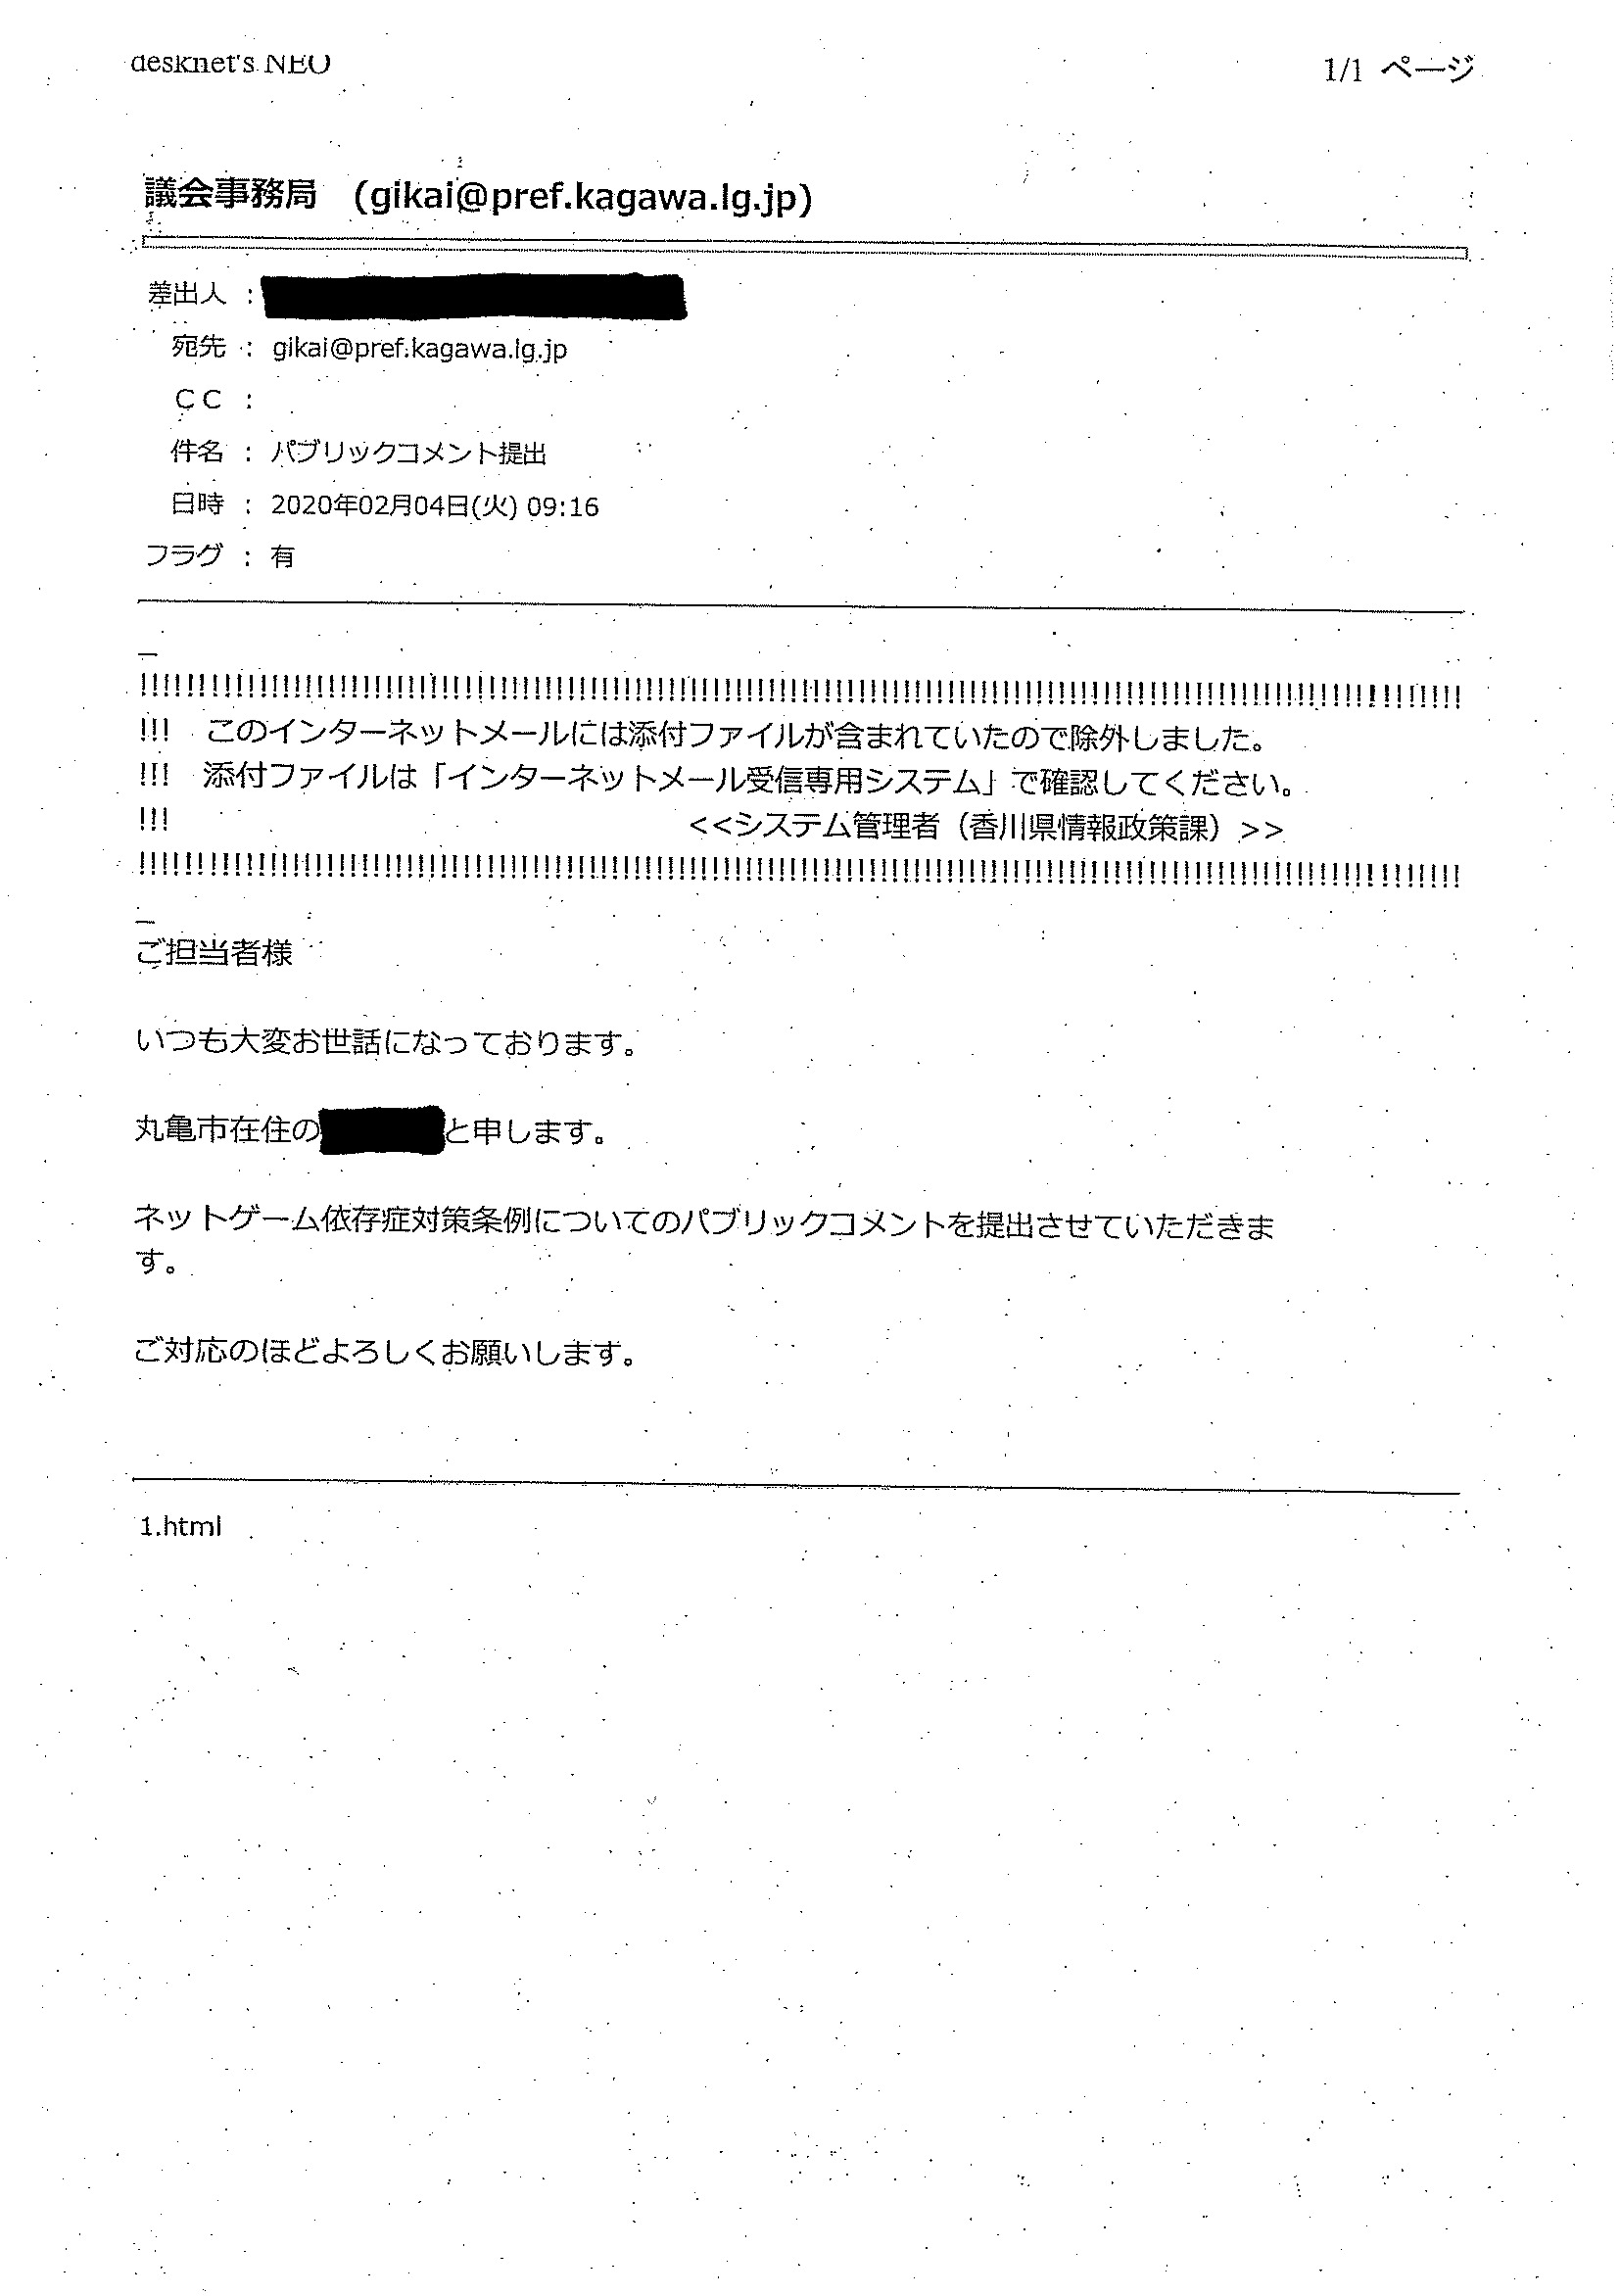 desknet's NEO
1/1 ページ
議会事務局 (gikai@pref.kagawa.lg.jp)
差出人 :
宛先 : gikai@pref.kagawa.lg.jp
CC :
件名 : パブリックコメント提出
日時 : 2020年02月04日(火) 09:16
フラグ : 有
!!!!!!!!!!!!!!!!!!!!!!!!!!!!!!!!!!!!!!!!!!!!!!!!!!!!!!!!!!!!!!!!!!!!!!!!!!!!!!!!!!!!!!!!!!!!!!!!!!!!!!!!!!!!!!
!!! このインターネットメールには添付ファイルが含まれていたので除外しました。
!!! 添付ファイルは「インターネットメール受信専用システム」で確認してください。
!!! <<システム管理者（香川県情報政策課）>>
!!!!!!!!!!!!!!!!!!!!!!!!!!!!!!!!!!!!!!!!!!!!!!!!!!!!!!!!!!!!!!!!!!!!!!!!!!!!!!!!!!!!!!!!!!!!!!!!!!!!!!!!!!!!!!
ご担当者様
いつも大変お世話になっております。
丸亀市在住の と申します。
ネットゲーム依存症対策条例についてのパブリックコメントを提出させていただきま
す。
ご対応のほどよろしくお願いします。
1.html